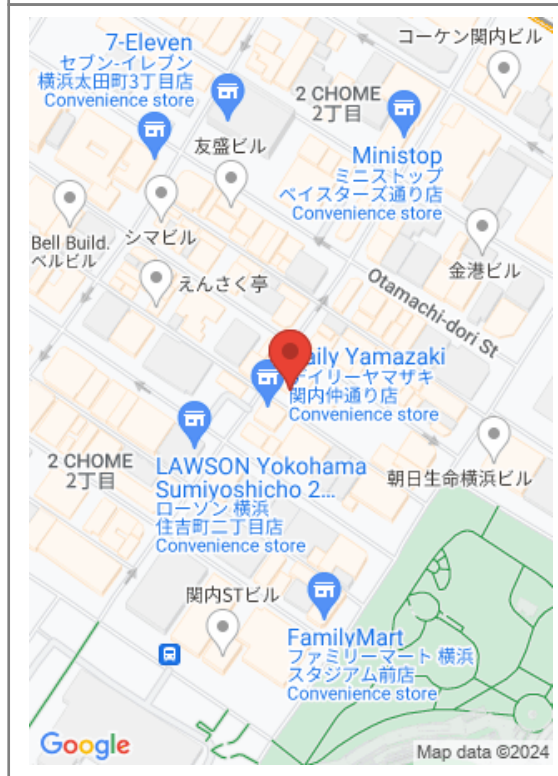 7-Eleven
セブン-イレブン
横浜太田町3丁目店
Convenience store
コーケン関内ビル
2 CHOME
2丁目
友盛ビル
Ministop
ミニストップ
ベイスターズ通り店
Convenience store
Bell Build.
ベルビル
シマビル
えんさく亭
金港ビル
Otamachi-dori St
aily Yamazaki
デイリーヤマザキ
関内仲通り店
Convenience store
2 CHOME
2丁目
LAWSON Yokohama
Sumiyoshicho 2...
ローソン 横浜
住吉町二丁目店
Convenience store
朝日生命横浜ビル
関内STビル
FamilyMart
ファミリーマート 横浜
スタジアム前店
Convenience store
Google
Map data ©2024